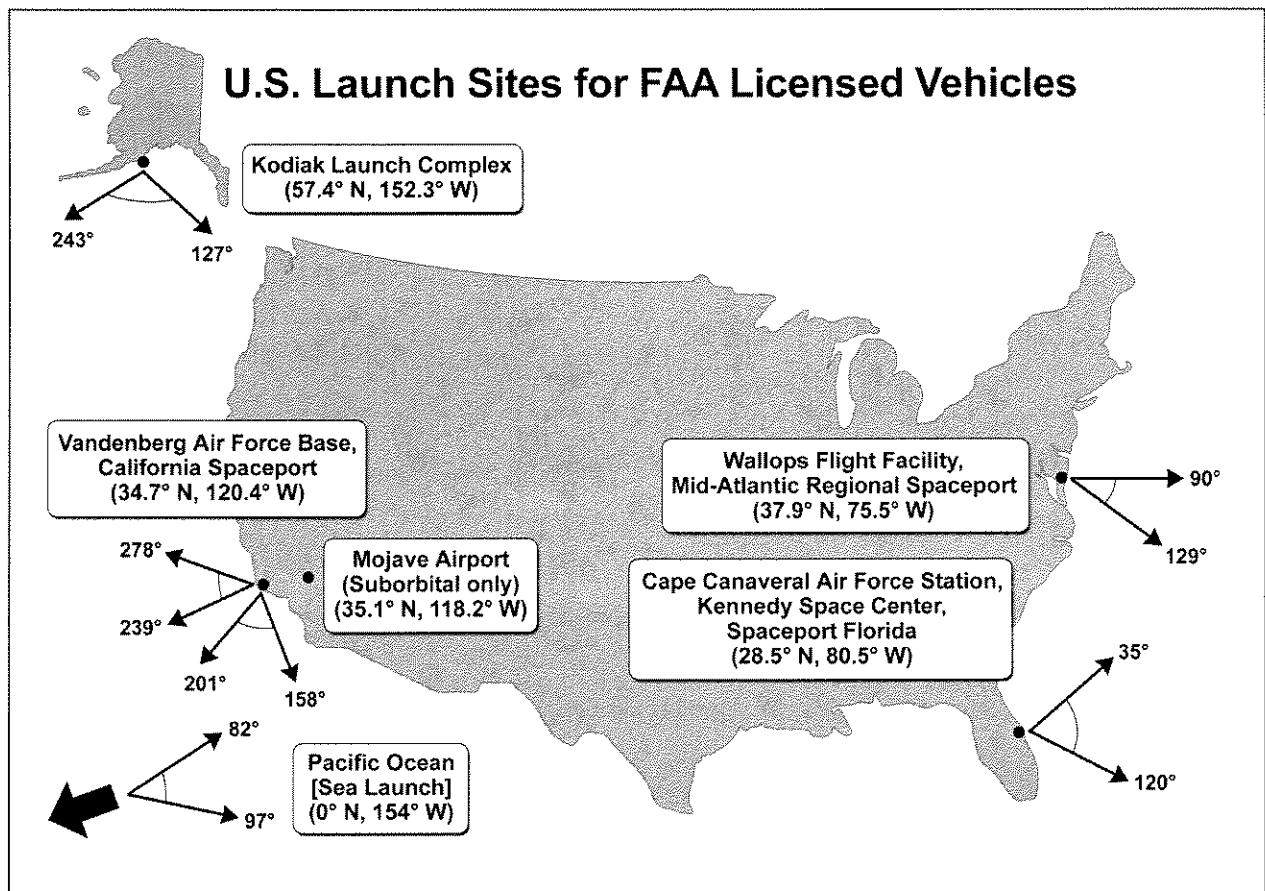 U.S. Launch Sites for FAA Licensed Vehicles
Kodiak Launch Complex
(57.4° N, 152.3° W)
243°
127°
Vandenberg Air Force Base,
California Spaceport
(34.7° N, 120.4° W)
Wallops Flight Facility,
Mid-Atlantic Regional Spaceport
(37.9° N, 75.5° W)
90°
129°
278°
239°
201°
158°
Mojave Airport
(Suborbital only)
(35.1° N, 118.2° W)
Cape Canaveral Air Force Station,
Kennedy Space Center,
Spaceport Florida
(28.5° N, 80.5° W)
35°
120°
82°
97°
Pacific Ocean
[Sea Launch]
(0° N, 154° W)